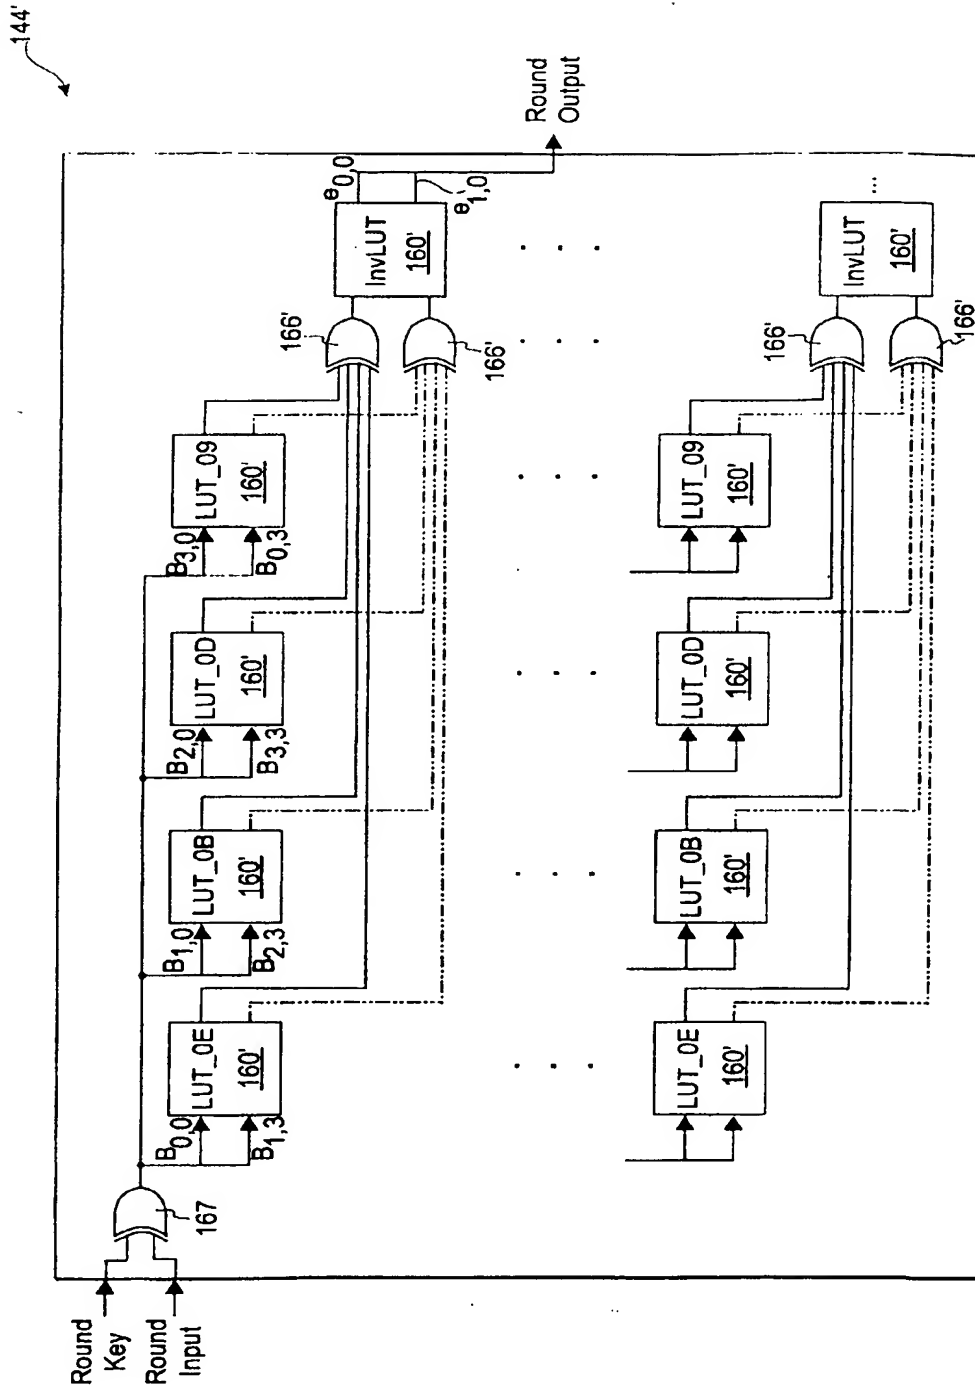 144'
Round
Key
Round
Input
167
B0,0
B1,3
LUT_0E
160'
B1,0
B2,3
LUT_0B
160'
B2,0
B3,3
LUT_0D
160'
B3,0
B0,3
LUT_09
160'
166'
166'
InvLUT
160'
e0,0
e1,0
Round
Output
. . .
. . .
. . .
. . .
. . .
. . .
LUT_0E
160'
LUT_0B
160'
LUT_0D
160'
LUT_09
160'
166'
166'
InvLUT
160'
...